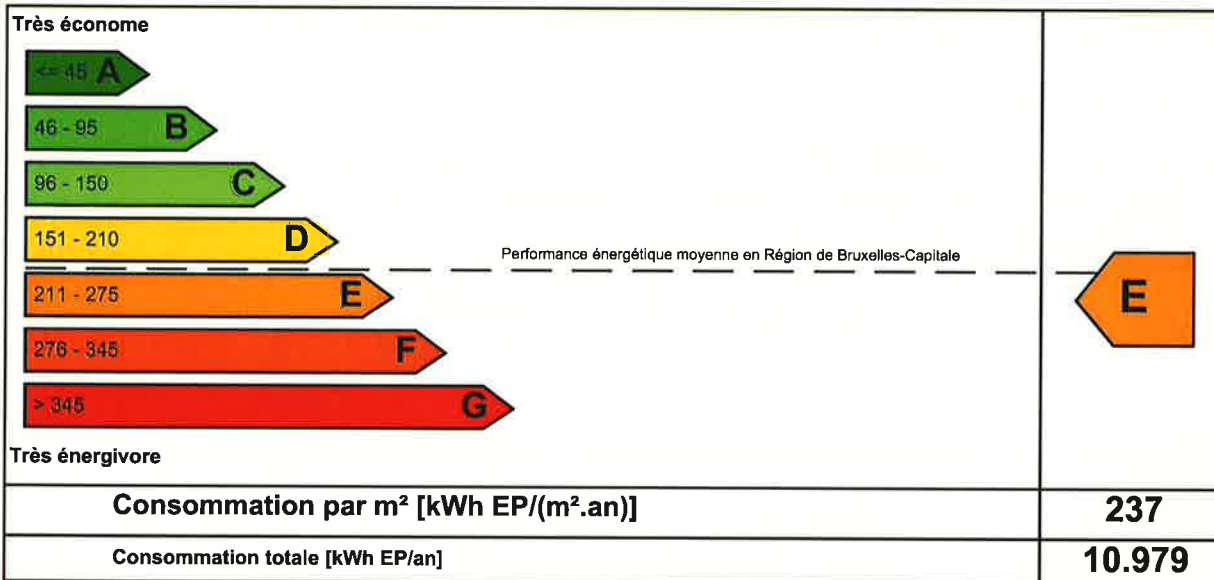 Très économe
<= 45 A
46 - 95 B
96 - 150 C
151 - 210 D
Performance énergétique moyenne en Région de Bruxelles-Capitale
211 - 275 E
E
276 - 345 F
> 345 G
Très énergivore
Consommation par m² [kWh EP/(m².an)] 237
Consommation totale [kWh EP/an] 10.979